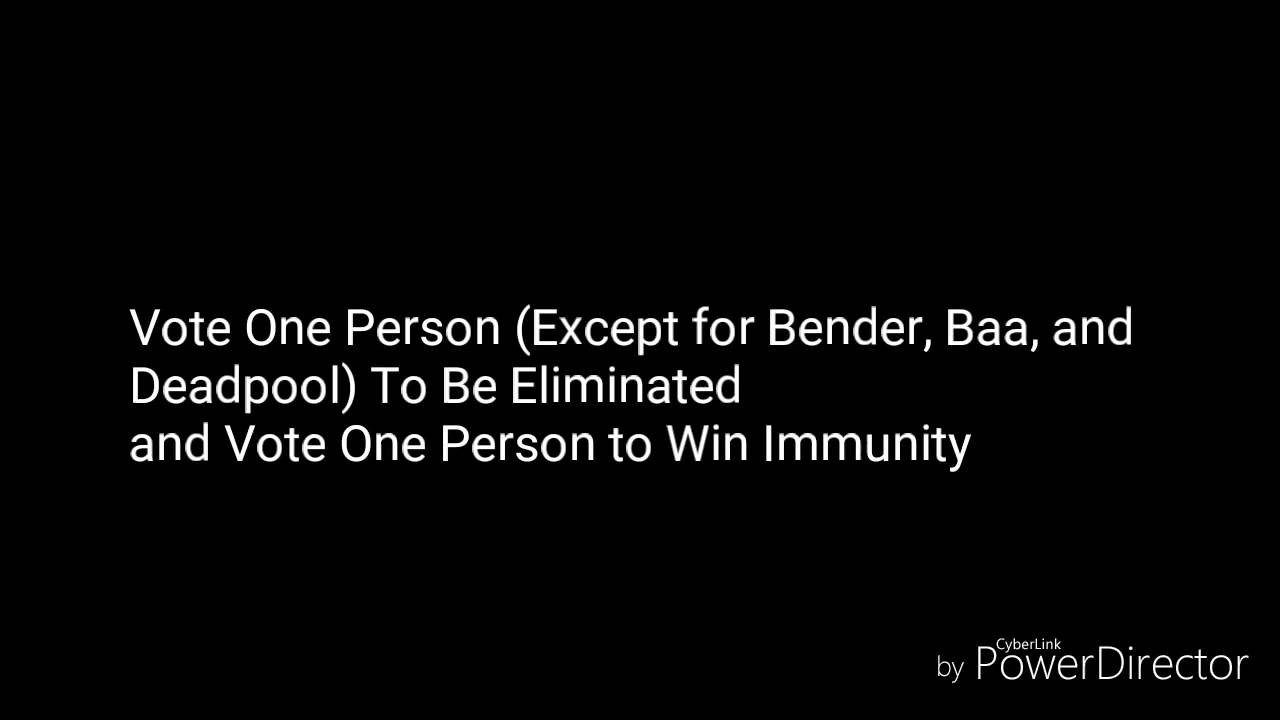 Vote One Person (Except for Bender, Baa, and
Deadpool) To Be Eliminated
and Vote One Person to Win Immunity
CyberLink
by PowerDirector